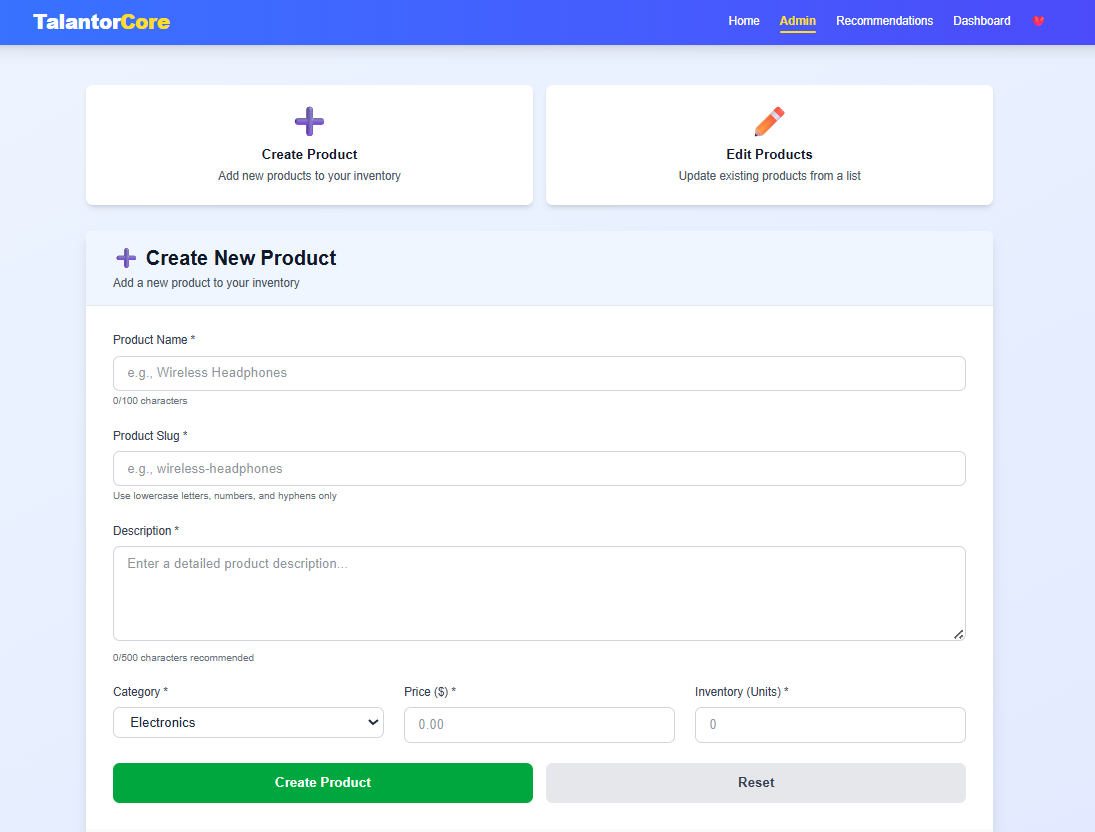 TalantorCore
Home Admin Recommendations Dashboard
Create Product
Add new products to your inventory
Edit Products
Update existing products from a list
Create New Product
Add a new product to your inventory
Product Name *
e.g., Wireless Headphones
0/100 characters
Product Slug *
e.g., wireless-headphones
Use lowercase letters, numbers, and hyphens only
Description *
Enter a detailed product description...
0/500 characters recommended
Category * Price ($) * Inventory (Units) *
Electronics 0.00 0
Create Product Reset